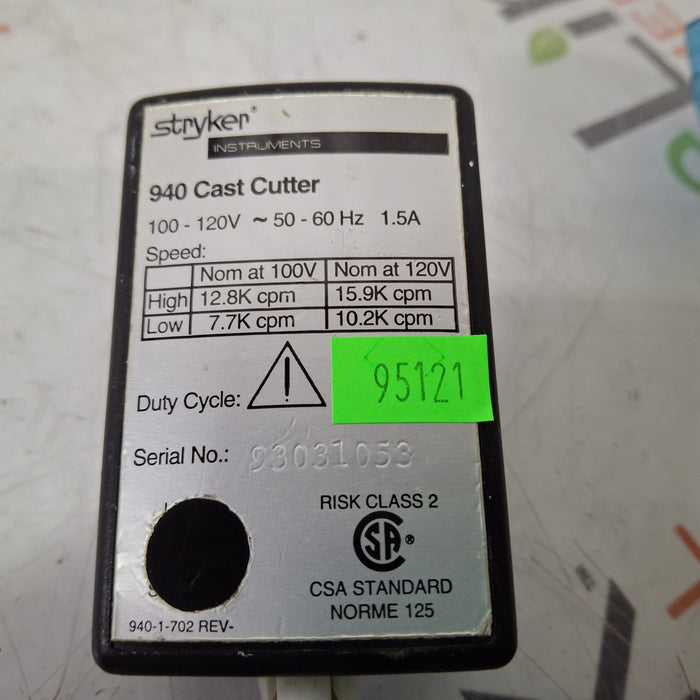 stryker®
INSTRUMENTS
940 Cast Cutter
100 - 120V ~ 50 - 60 Hz 1.5A
Speed:
Nom at 100V Nom at 120V
High 12.8K cpm 15.9K cpm
Low 7.7K cpm 10.2K cpm
Duty Cycle: ! 95121
Serial No.: 93031053
RISK CLASS 2
CSA®
CSA STANDARD
NORME 125
940-1-702 REV-